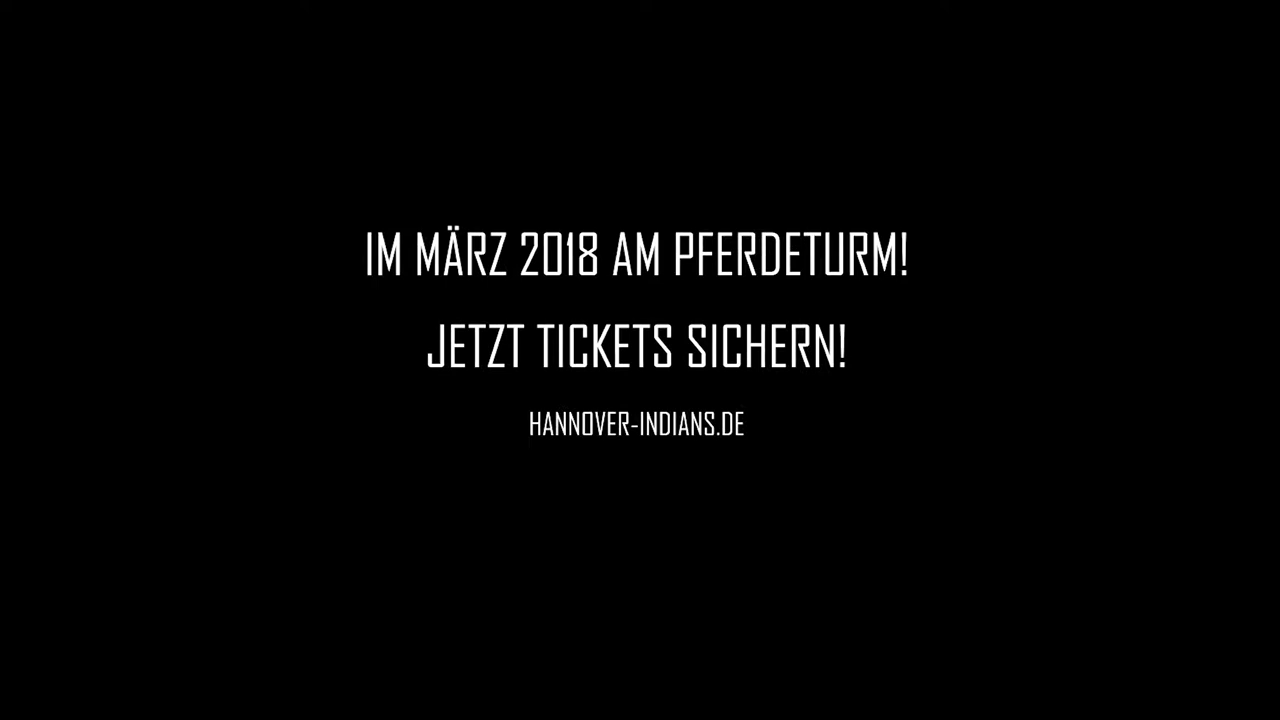 IM MÄRZ 2018 AM PFERDETURM!
JETZT TICKETS SICHERN!
HANNOVER-INDIANS.DE